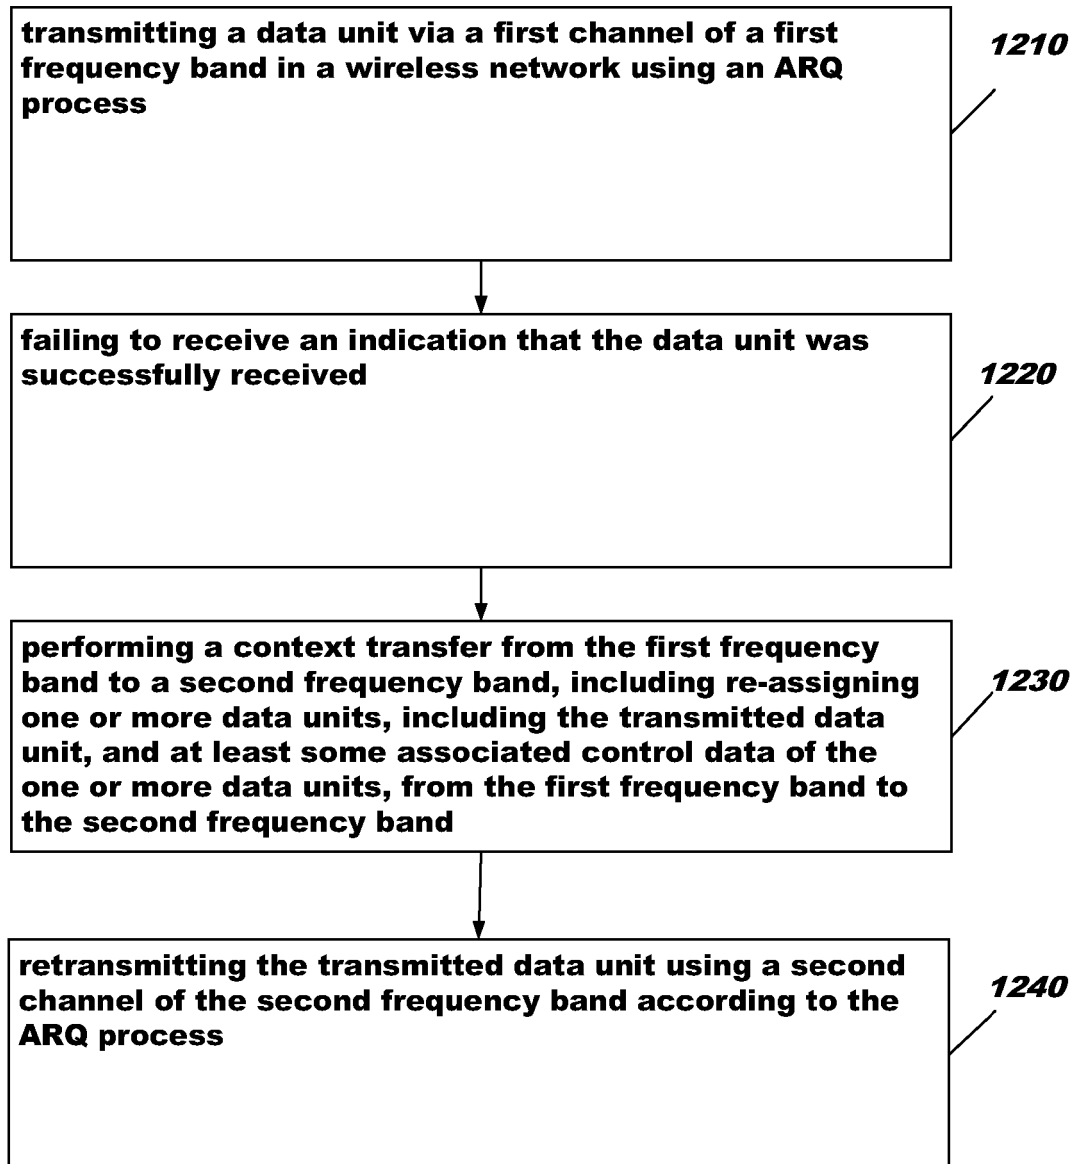 transmitting a data unit via a first channel of a first
frequency band in a wireless network using an ARQ
process
1210
failing to receive an indication that the data unit was
successfully received
1220
performing a context transfer from the first frequency
band to a second frequency band, including re-assigning
one or more data units, including the transmitted data
unit, and at least some associated control data of the
one or more data units, from the first frequency band to
the second frequency band
1230
retransmitting the transmitted data unit using a second
channel of the second frequency band according to the
ARQ process
1240